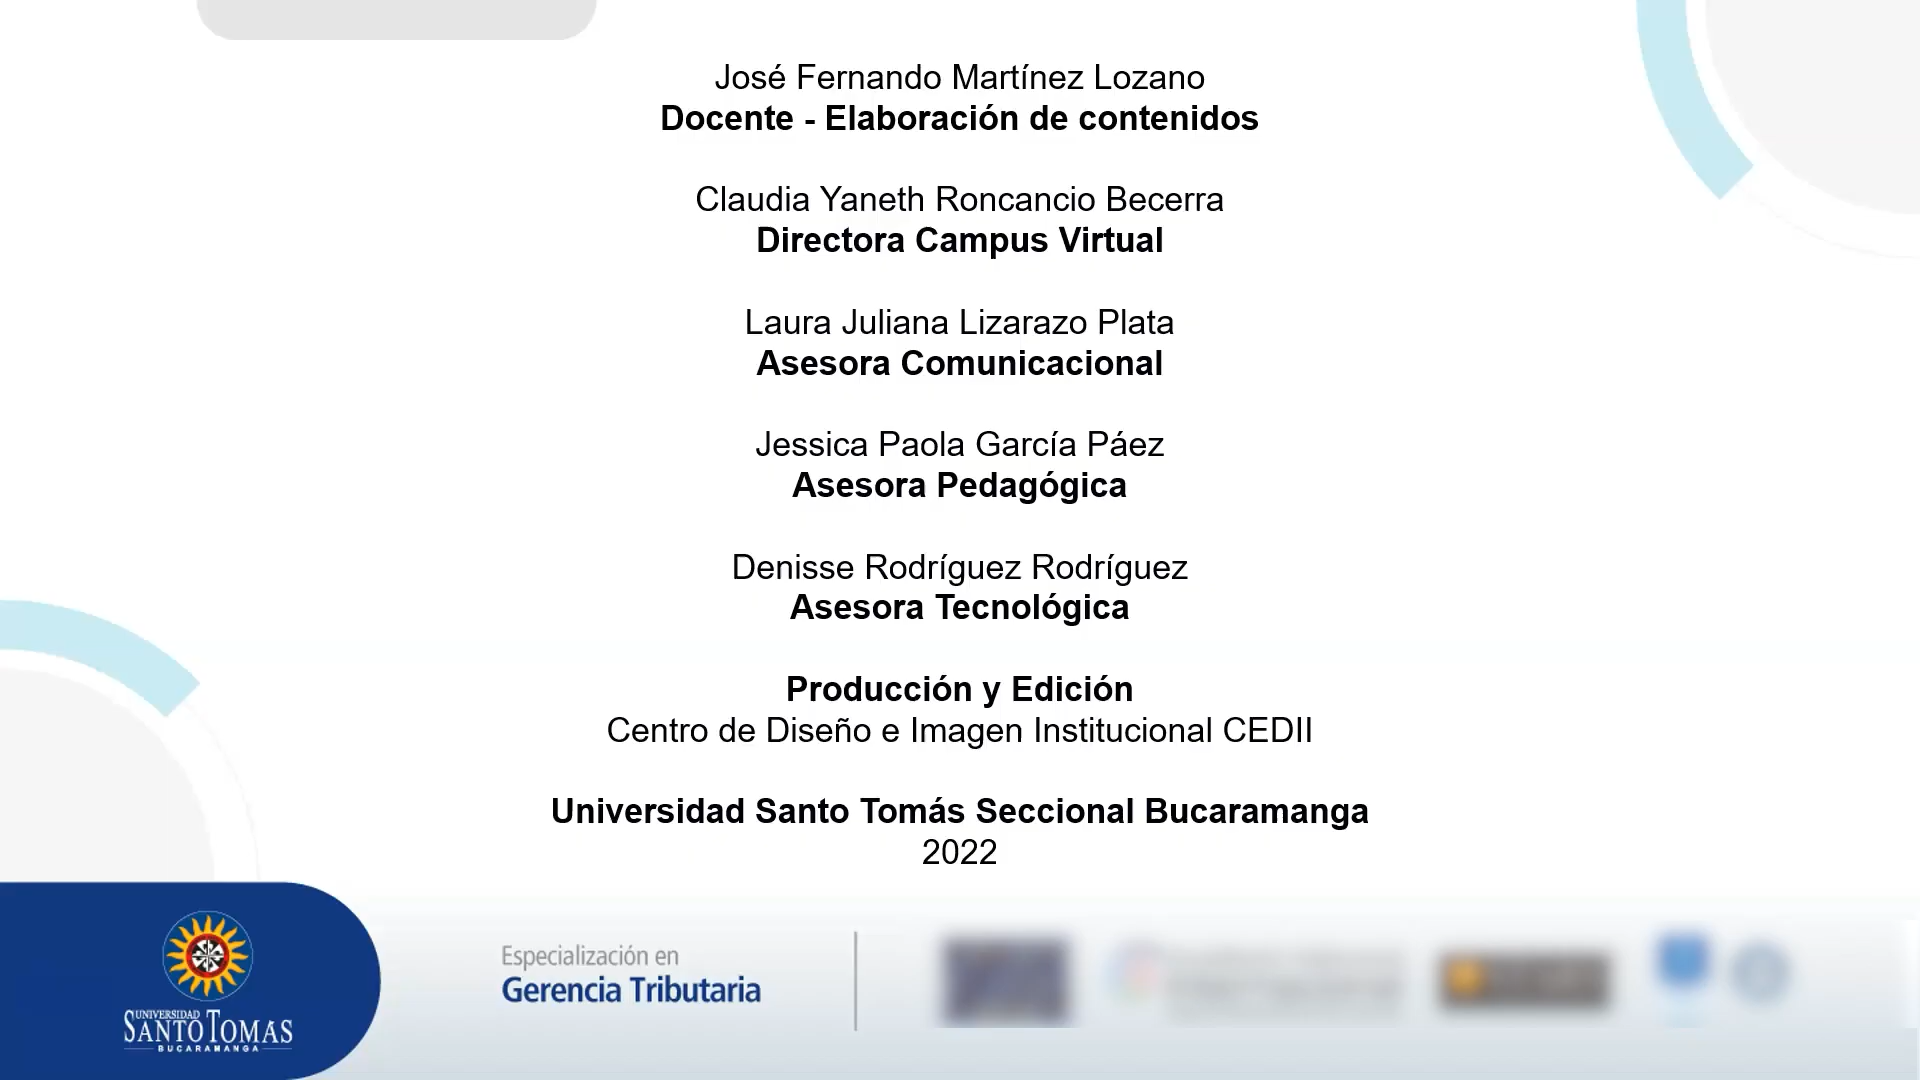 José Fernando Martínez Lozano
Docente - Elaboración de contenidos
Claudia Yaneth Roncancio Becerra
Directora Campus Virtual
Laura Juliana Lizarazo Plata
Asesora Comunicacional
Jessica Paola García Páez
Asesora Pedagógica
Denisse Rodríguez Rodríguez
Asesora Tecnológica
Producción y Edición
Centro de Diseño e Imagen Institucional CEDII
Universidad Santo Tomás Seccional Bucaramanga
2022
UNIVERSIDAD
SANTO TOMAS
BUCARAMANGA
Especialización en
Gerencia Tributaria